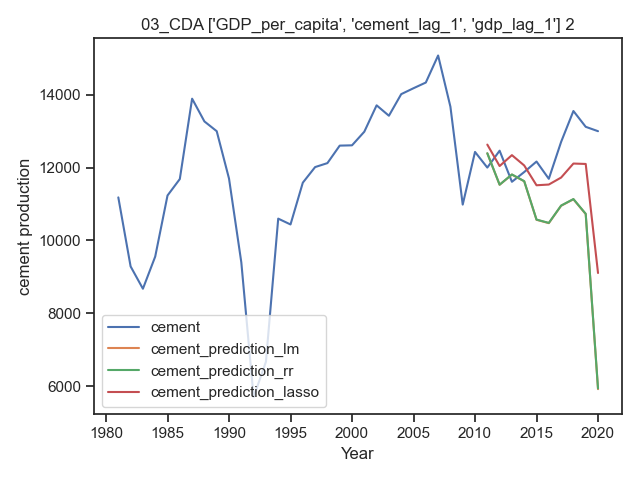 03_CDA ['GDP_per_capita', 'cement_lag_1', 'gdp_lag_1'] 2
cement production
14000
12000
10000
8000
6000
cement
cement_prediction_lm
cement_prediction_rr
cement_prediction_lasso
1980 1985 1990 1995 2000 2005 2010 2015 2020
Year